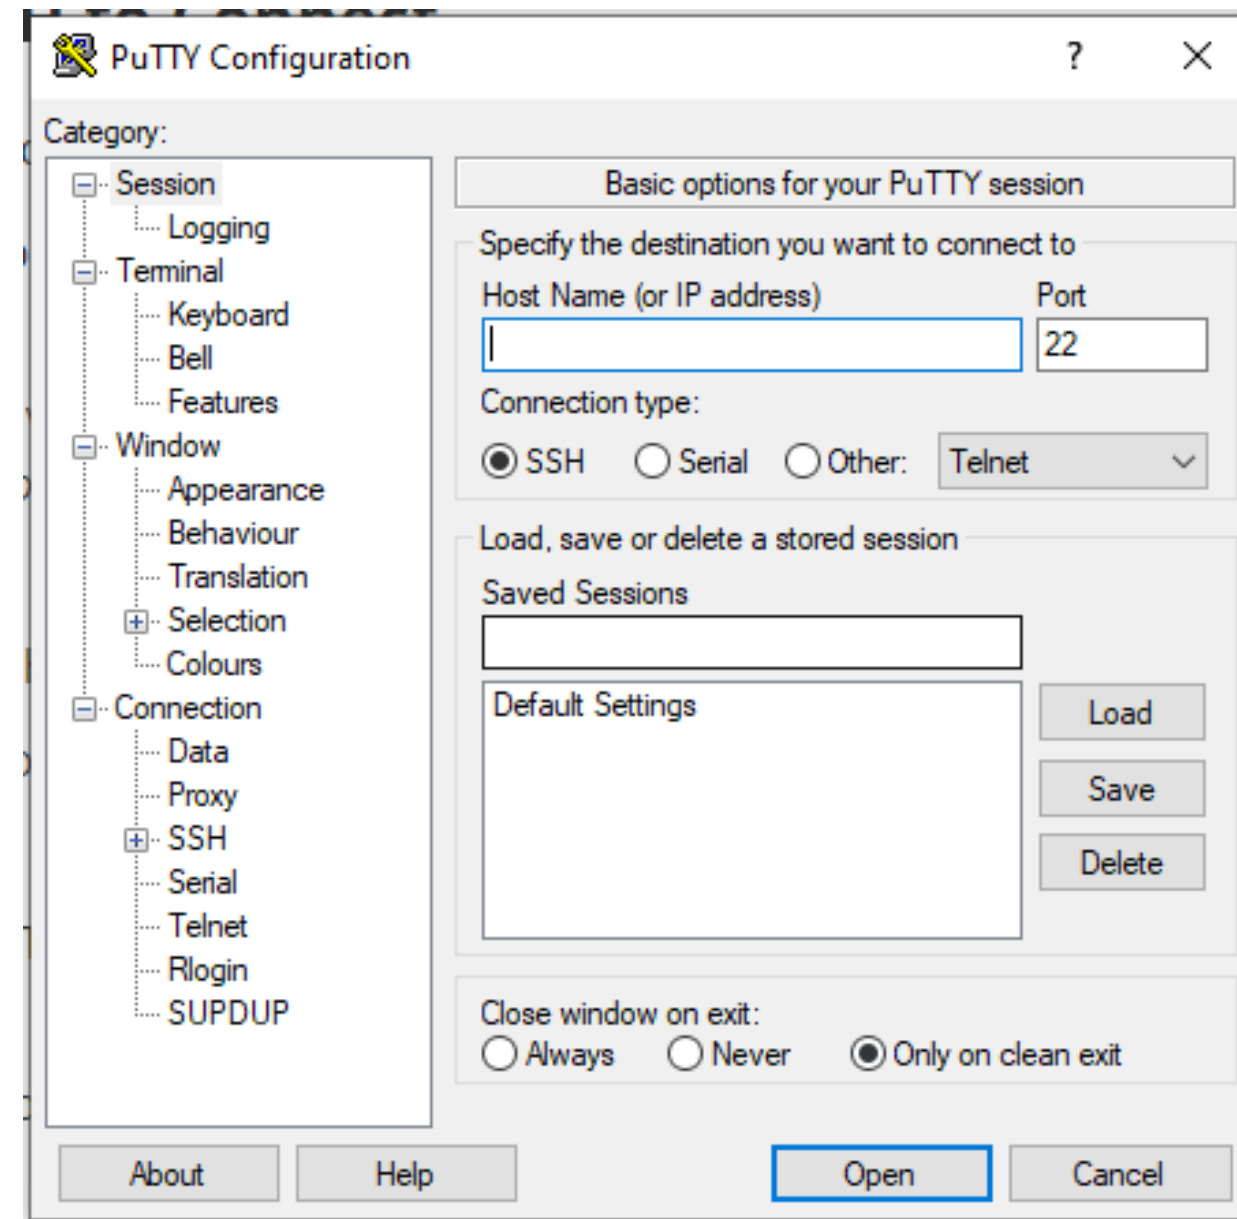 PuTTY Configuration
?
Category:
Session
Logging
Terminal
Keyboard
Bell
Features
Window
Appearance
Behaviour
Translation
Selection
Colours
Connection
Data
Proxy
SSH
Serial
Telnet
Rlogin
SUPDUP
Basic options for your PuTTY session
Specify the destination you want to connect to
Host Name (or IP address) Port
22
Connection type:
SSH Serial Other: Telnet
Load, save or delete a stored session
Saved Sessions
Default Settings
Load
Save
Delete
Close window on exit:
Always Never Only on clean exit
About Help Open Cancel